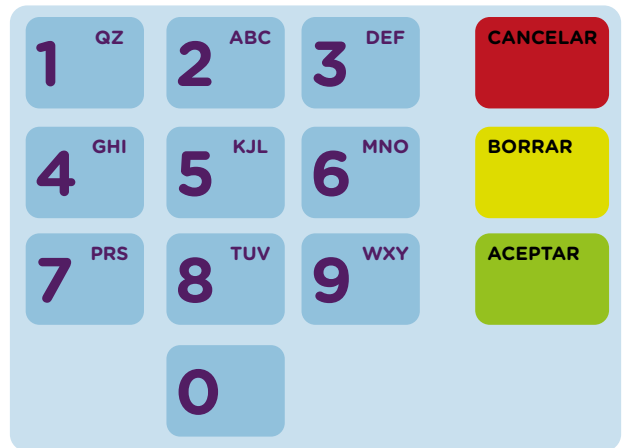 1 QZ 2 ABC 3 DEF CANCELAR
4 GHI 5 KJL 6 MNO BORRAR
7 PRS 8 TUV 9 WXY ACEPTAR
0